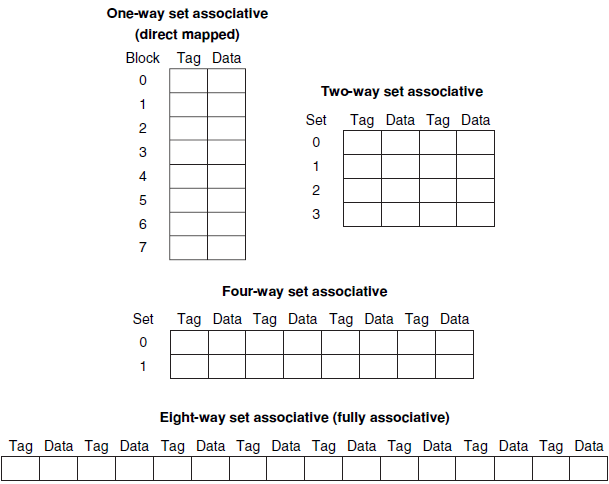 One-way set associative
(direct mapped)
Block Tag Data
0
1
2
3
4
5
6
7
Two-way set associative
Set Tag Data Tag Data
0
1
2
3
Four-way set associative
Set Tag Data Tag Data Tag Data Tag Data
0
1
Eight-way set associative (fully associative)
Tag Data Tag Data Tag Data Tag Data Tag Data Tag Data Tag Data Tag Data